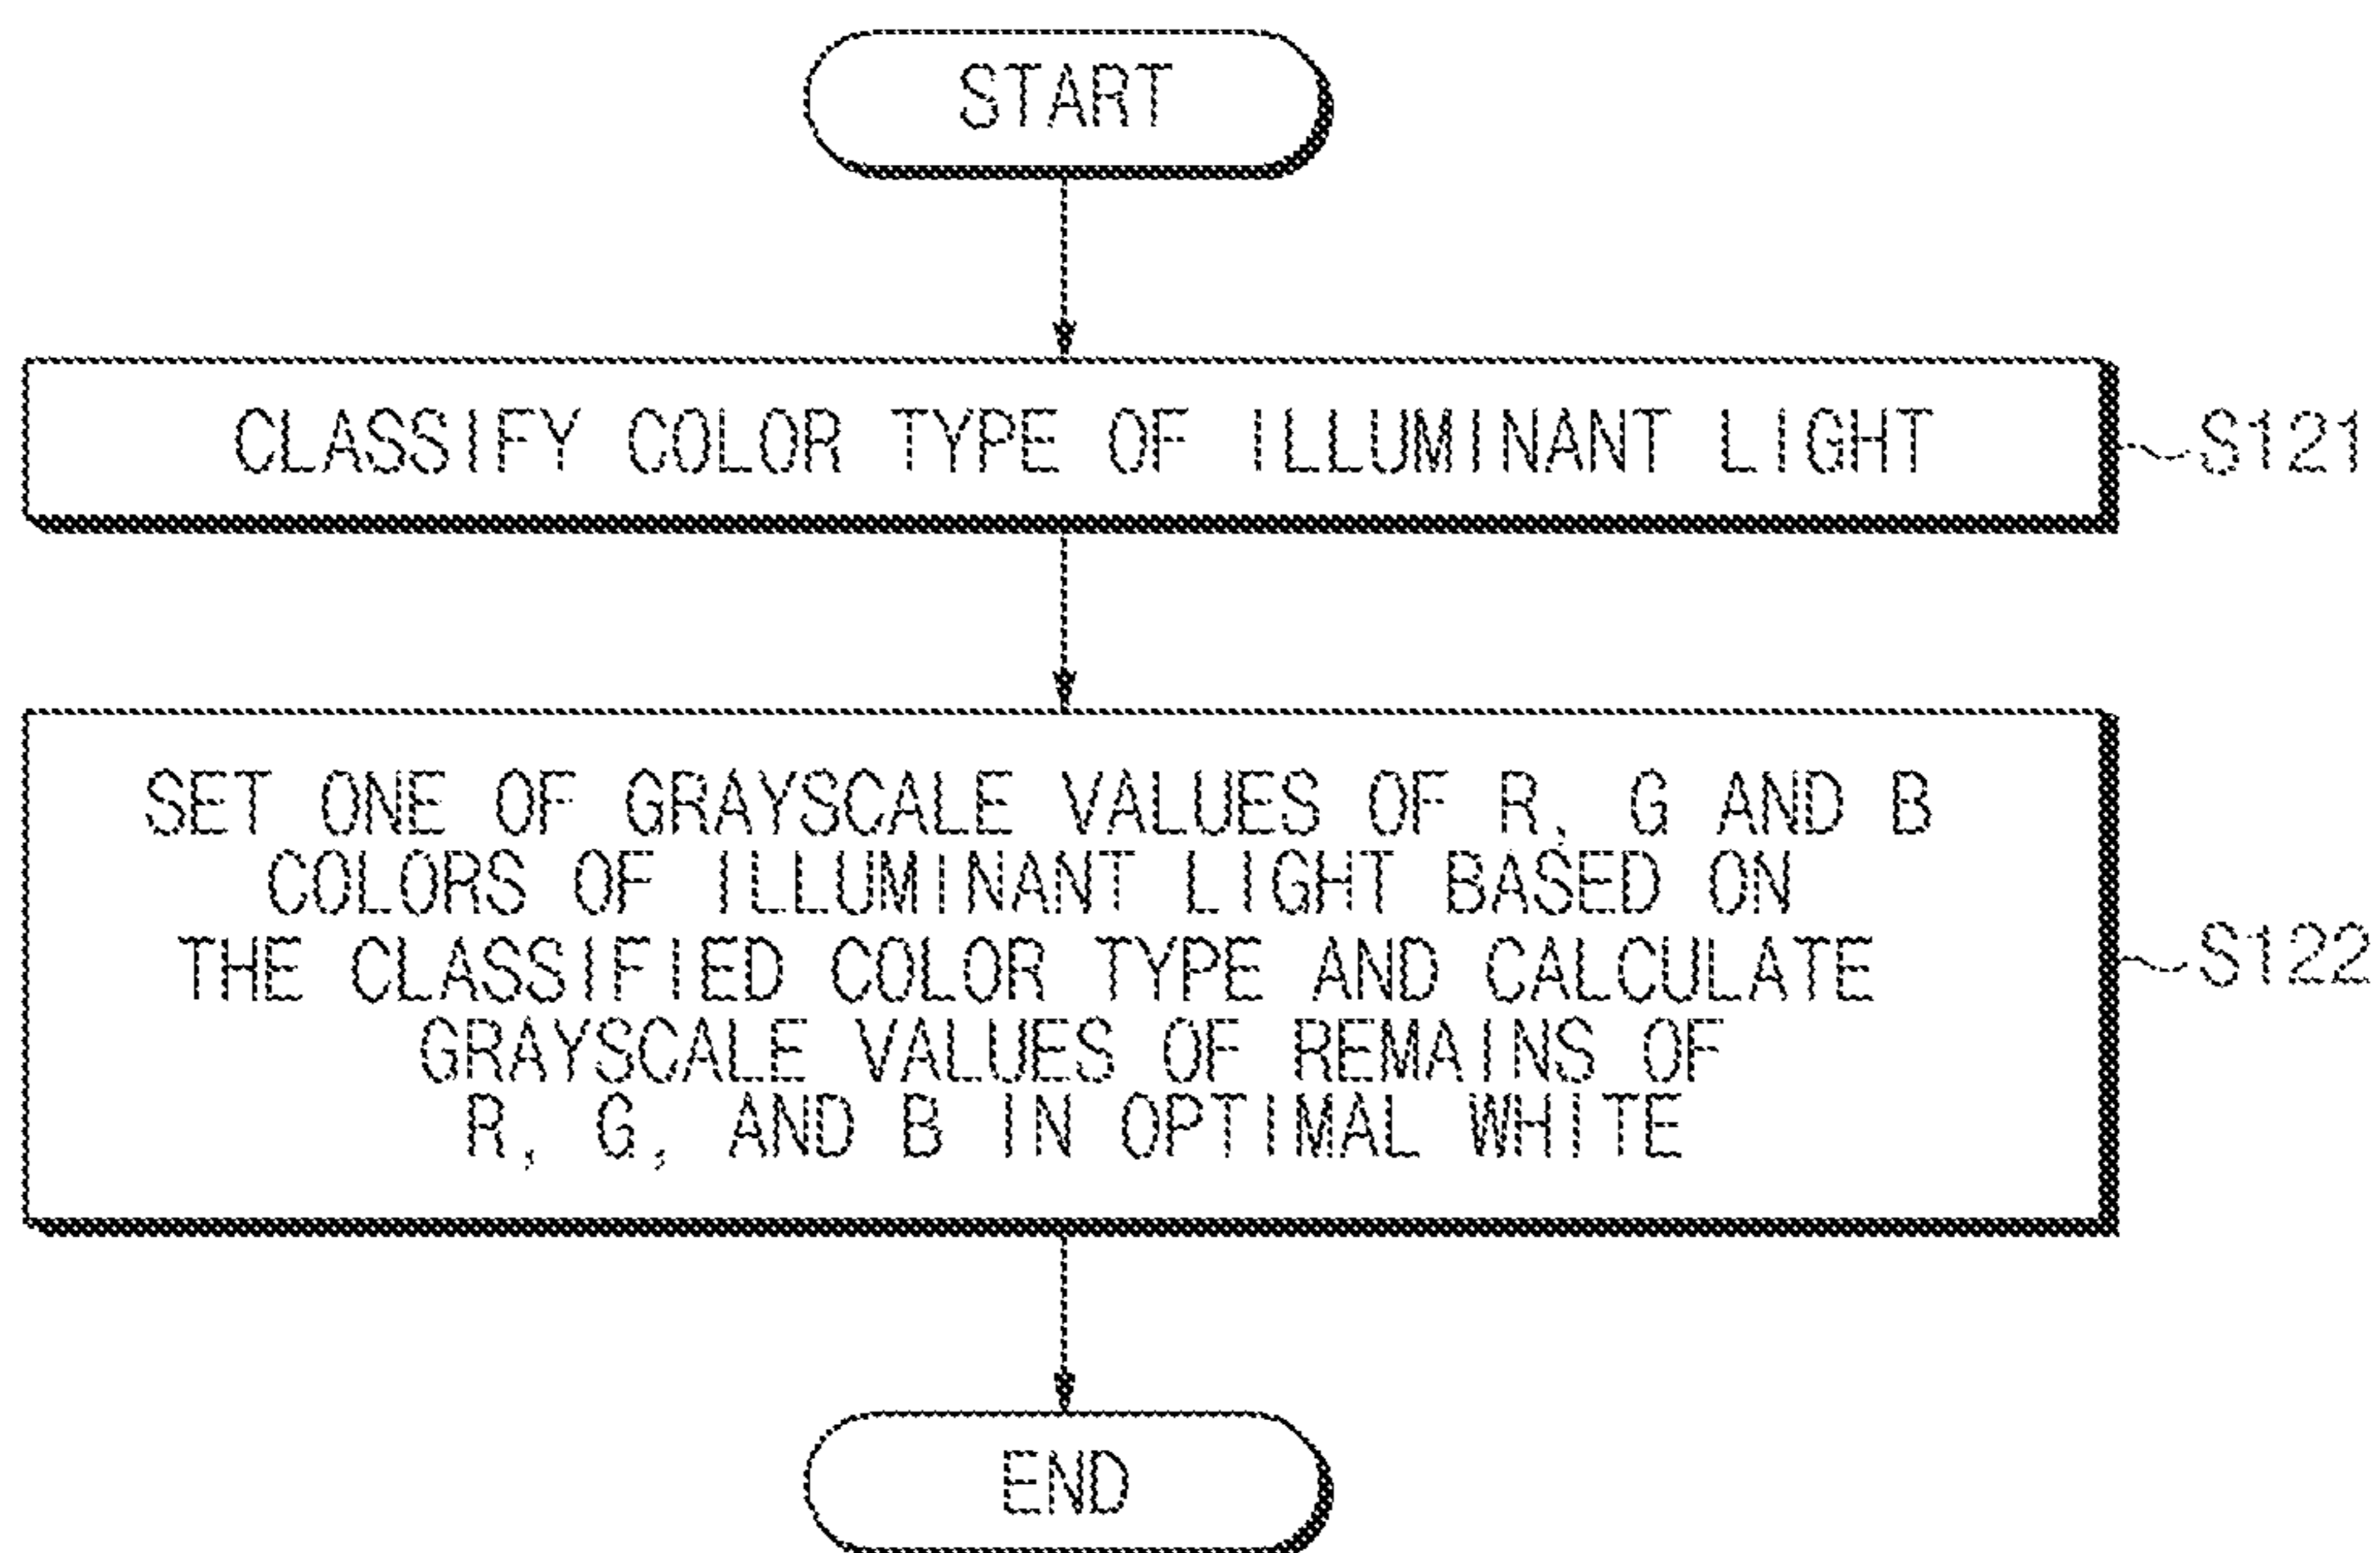 START
CLASSIFY COLOR TYPE OF ILLUMINANT LIGHT
S121
SET ONE OF GRAYSCALE VALUES OF R, G AND B
COLORS OF ILLUMINANT LIGHT BASED ON
THE CLASSIFIED COLOR TYPE AND CALCULATE
GRAYSCALE VALUES OF REMAINS OF
R, G, AND B IN OPTIMAL WHITE
S122
END